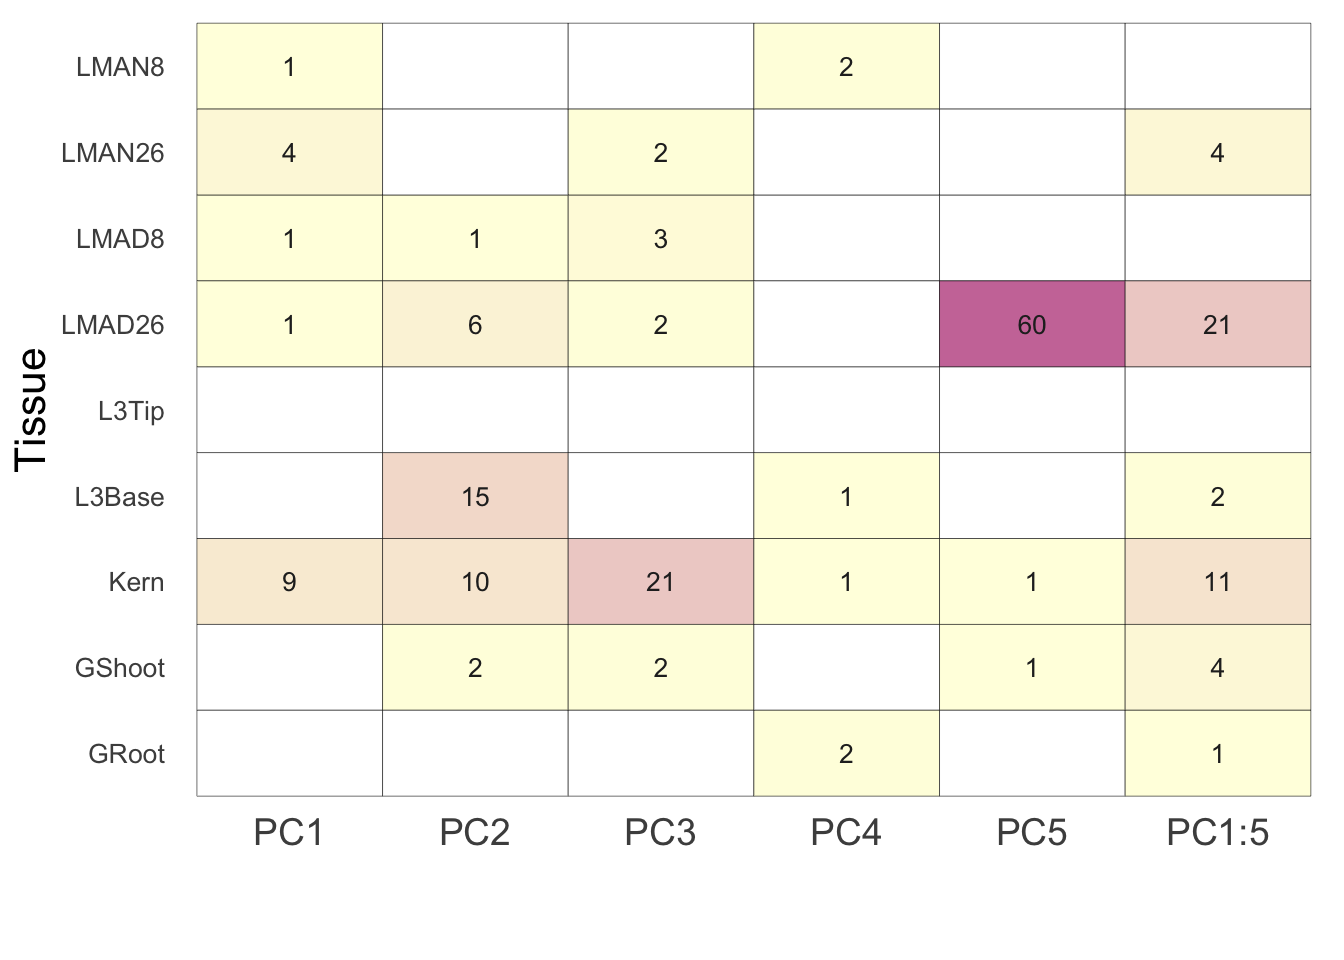 LMAN8 1 2
LMAN26 4 2 4
LMAD8 1 1 3
LMAD26 1 6 2 60 21
L3Tip
L3Base 15 1 2
Kern 9 10 21 1 1 11
GShoot 2 2 1 4
GRoot 2 1
PC1 PC2 PC3 PC4 PC5 PC1:5
Tissue